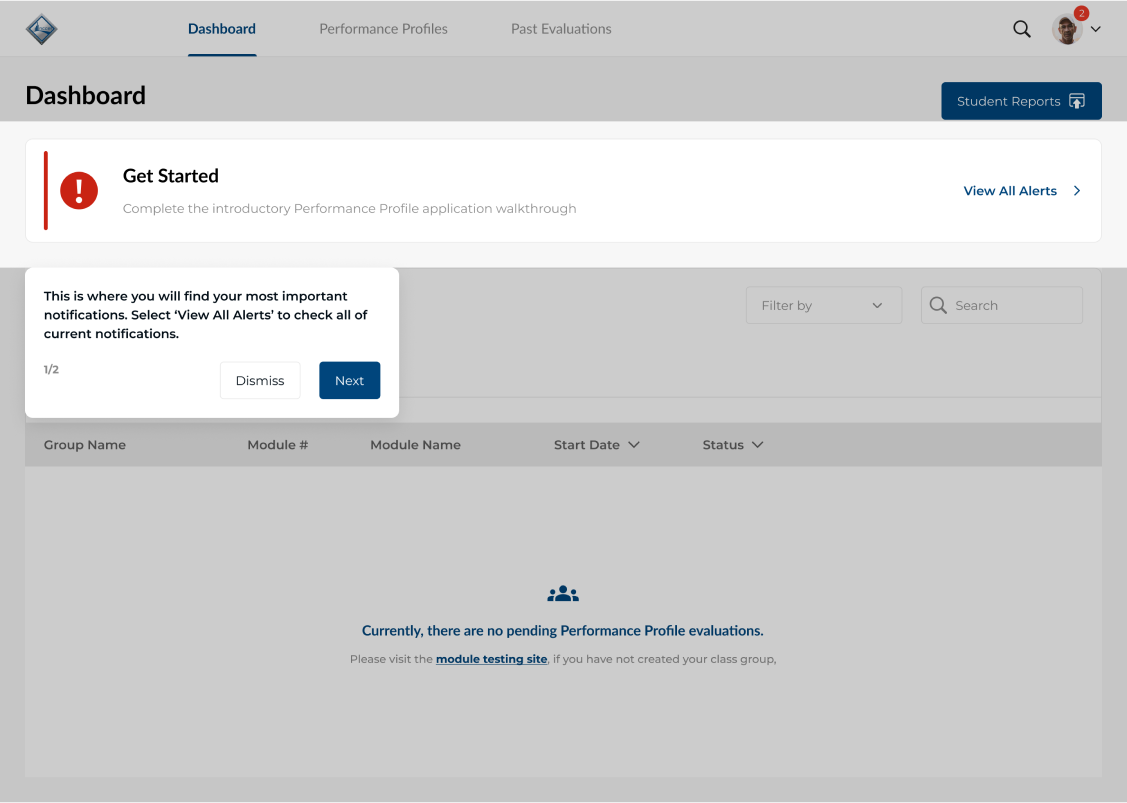 Dashboard
Performance Profiles
Past Evaluations
2
Dashboard
Student Reports
Get Started
Complete the introductory Performance Profile application walkthrough
View All Alerts
This is where you will find your most important
notifications. Select ‘View All Alerts’ to check all of
current notifications.
1/2
Dismiss
Next
Filter by
Search
Group Name
Module #
Module Name
Start Date
Status
Currently, there are no pending Performance Profile evaluations.
Please visit the module testing site, if you have not created your class group,